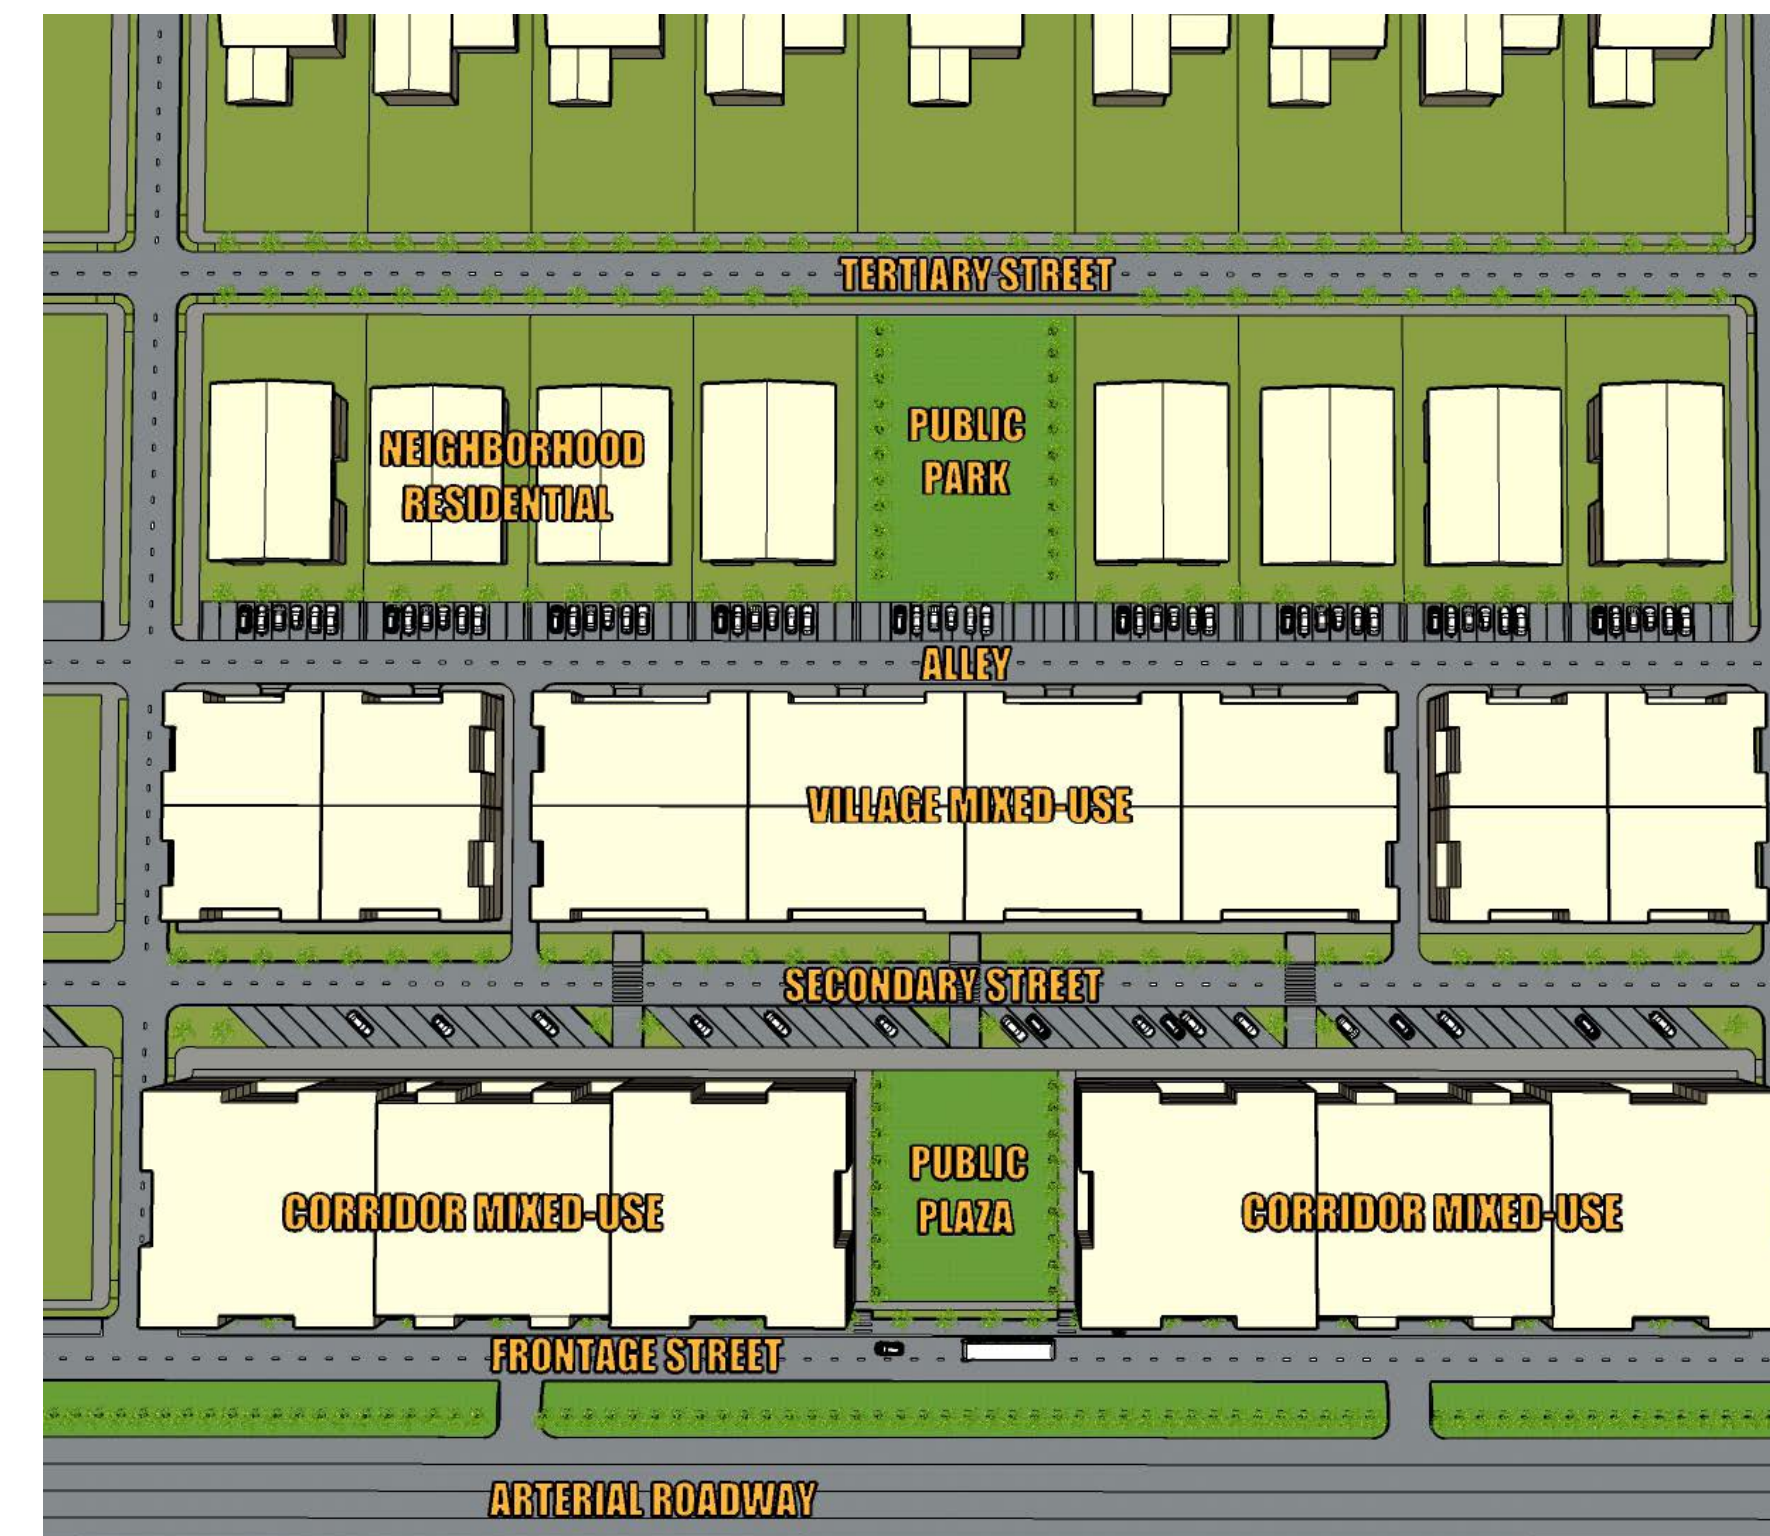 TERTIARY STREET
NEIGHBORHOOD
RESIDENTIAL
PUBLIC
PARK
ALLEY
VILLAGE MIXED-USE
SECONDARY STREET
PUBLIC
PLAZA
CORRIDOR MIXED-USE
CORRIDOR MIXED-USE
FRONTAGE STREET
ARTERIAL ROADWAY